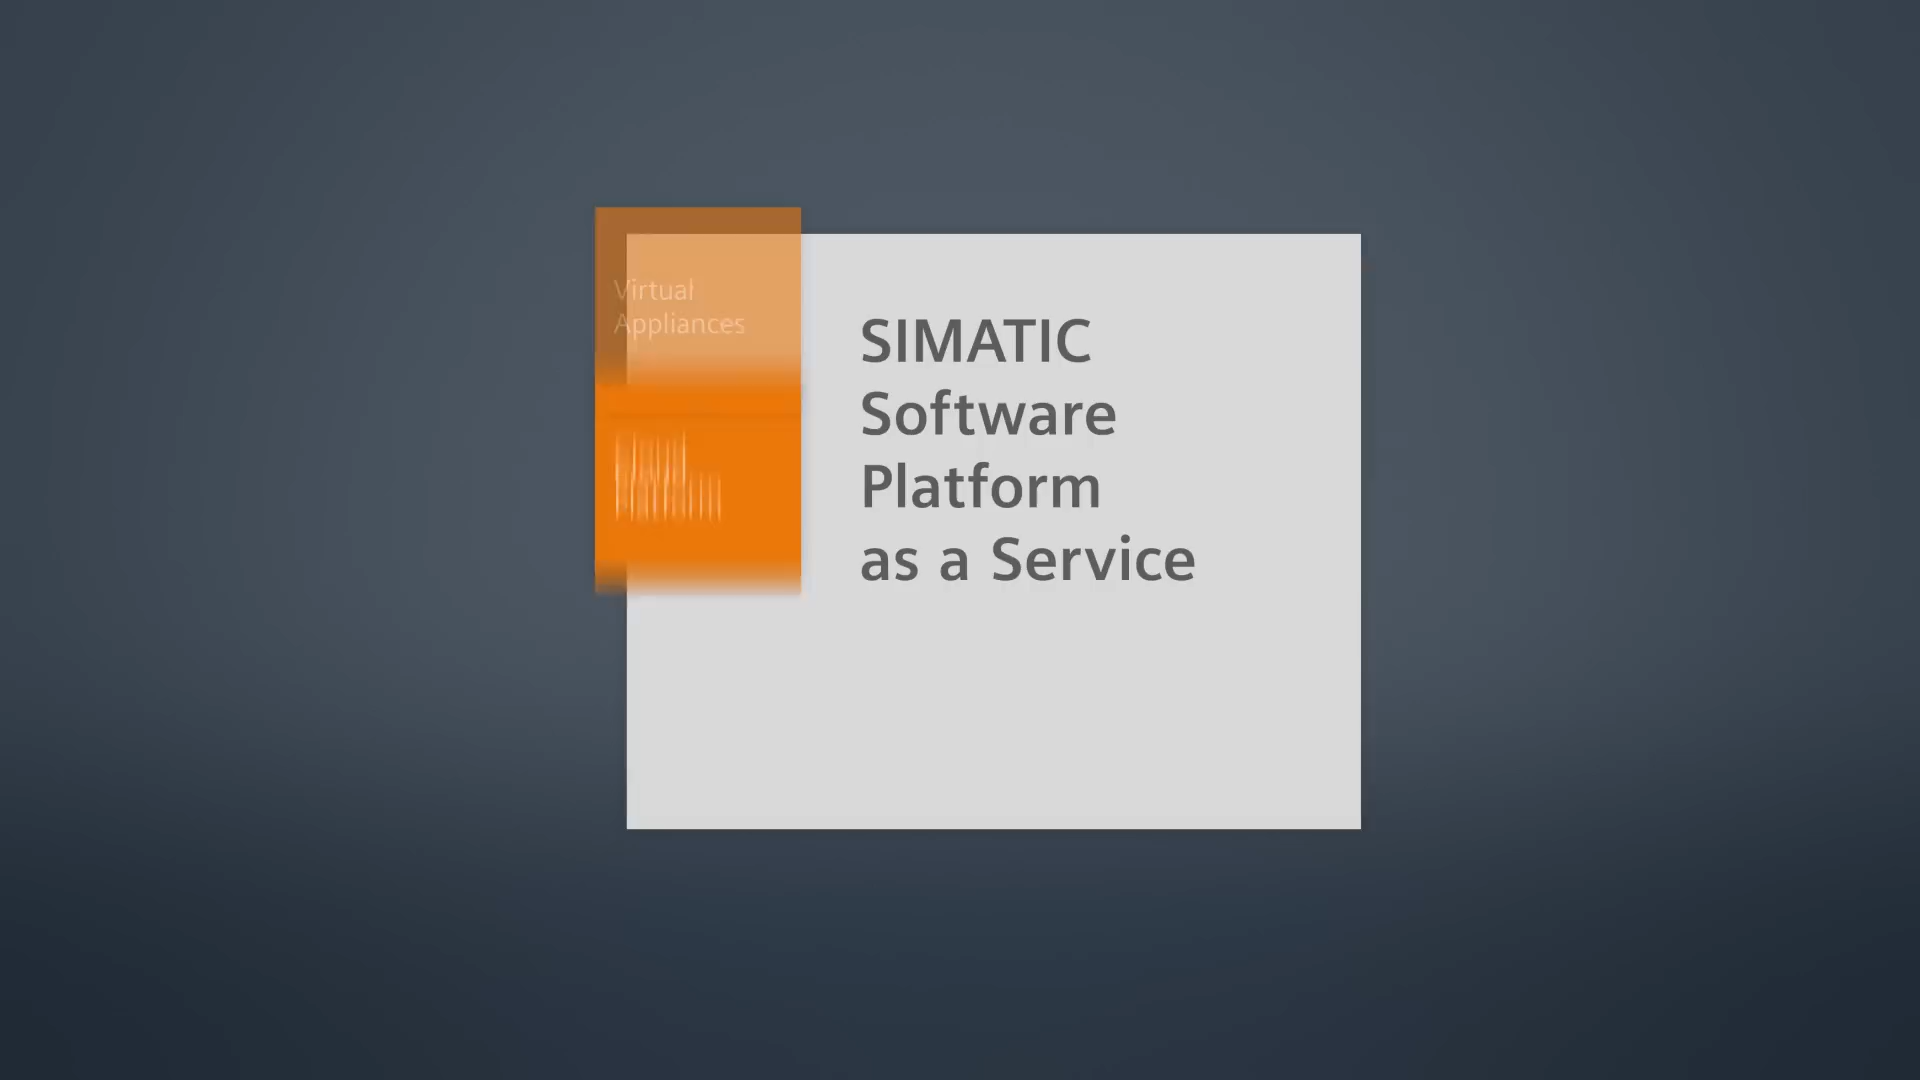 Virtual
Appliances
SIMATIC
Software
Platform
as a Service